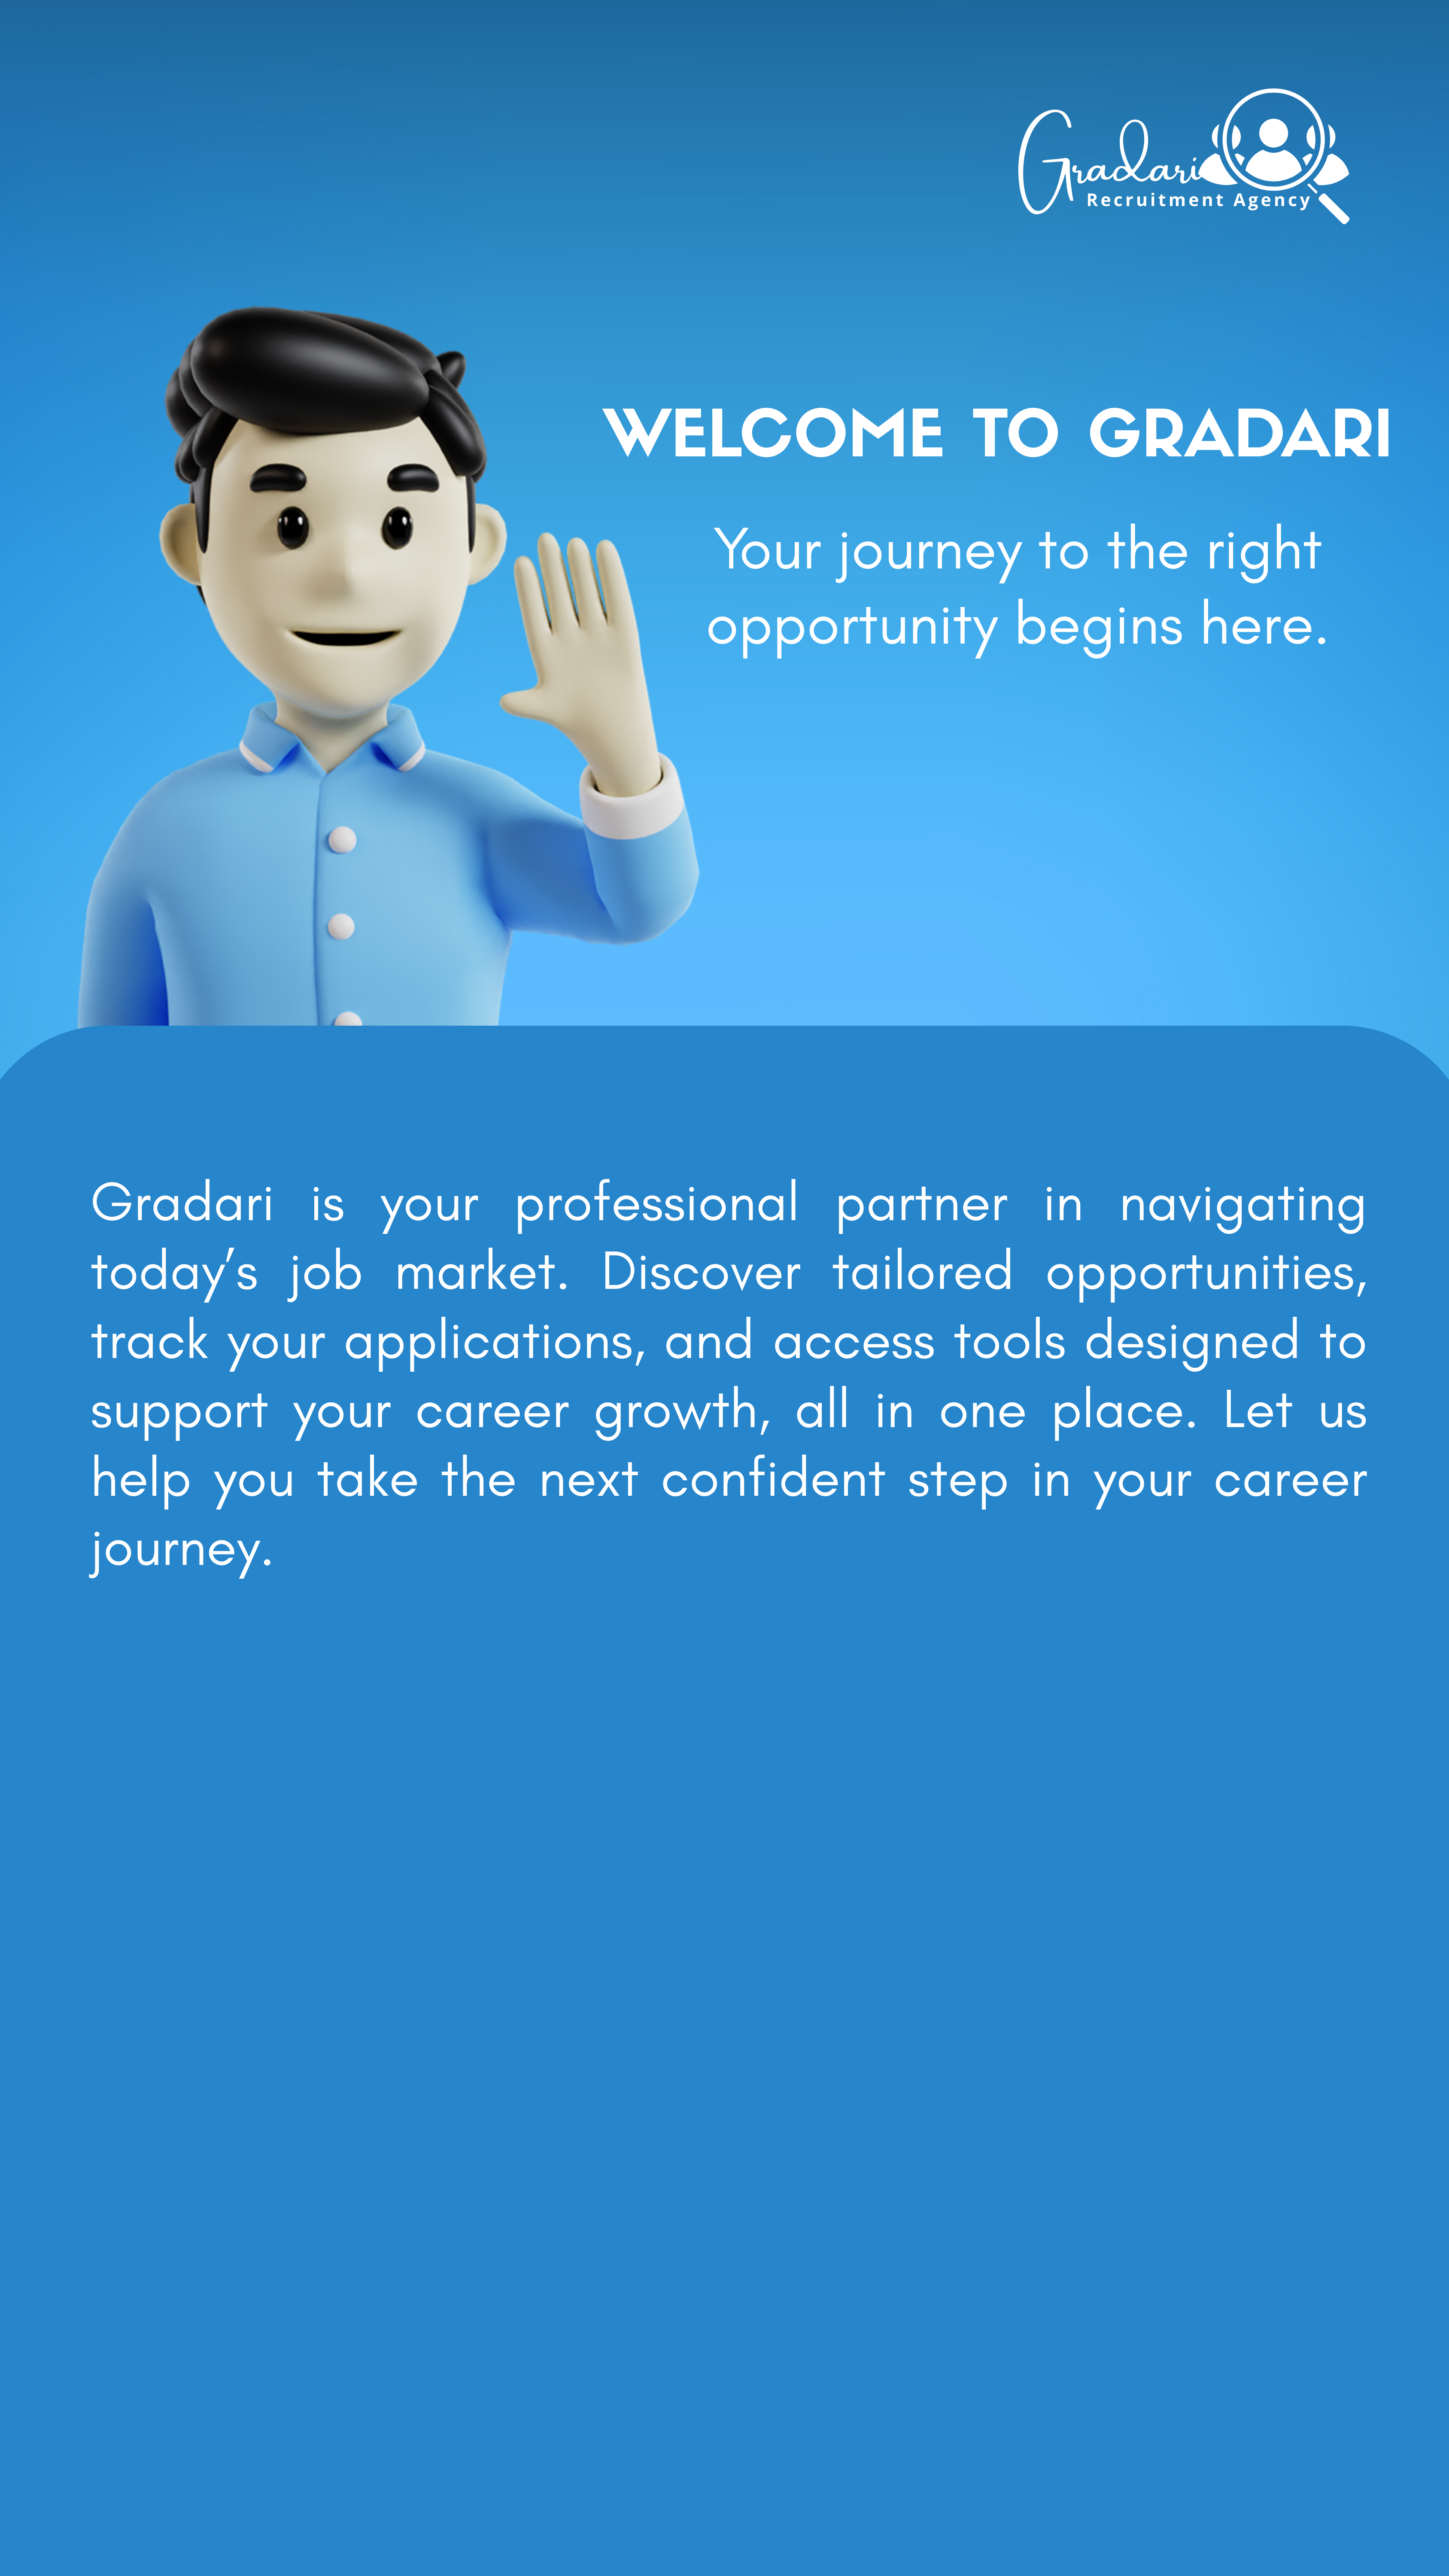 Gradari
Recruitment Agency
WELCOME TO GRADARI
Your journey to the right
opportunity begins here.
Gradari is your professional partner in navigating
today’s job market. Discover tailored opportunities,
track your applications, and access tools designed to
support your career growth, all in one place. Let us
help you take the next confident step in your career
journey.